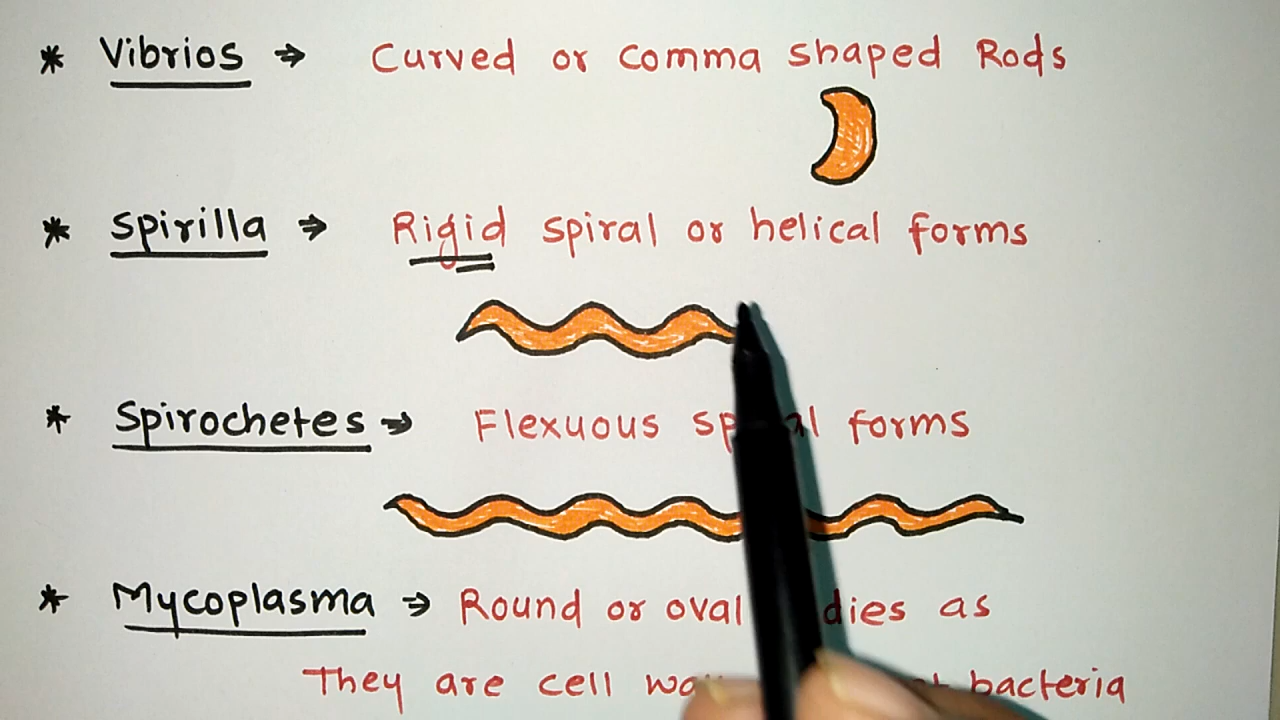 * Vibrios → Curved or comma shaped Rods
* Spirilla → Rigid spiral or helical forms
* Spirochetes → Flexuous forms
* Mycoplasma → Round or oval as
They are cell bacteria